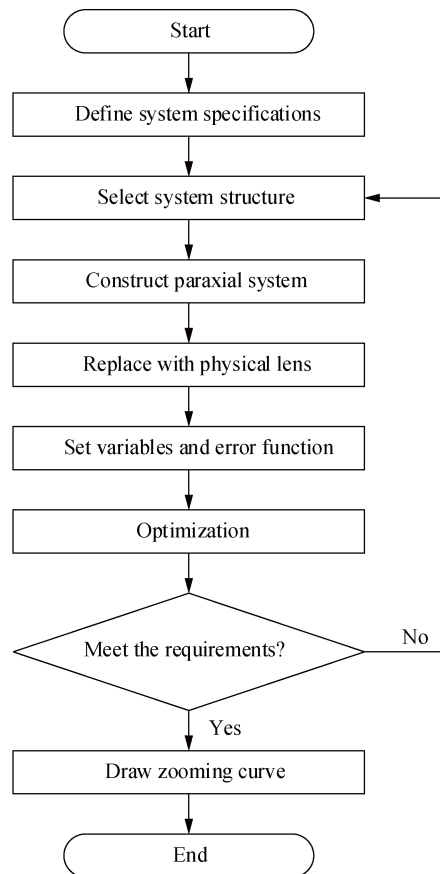 Start
Define system specifications
Select system structure
Construct paraxial system
Replace with physical lens
Set variables and error function
Optimization
Meet the requirements?
No
Yes
Draw zooming curve
End